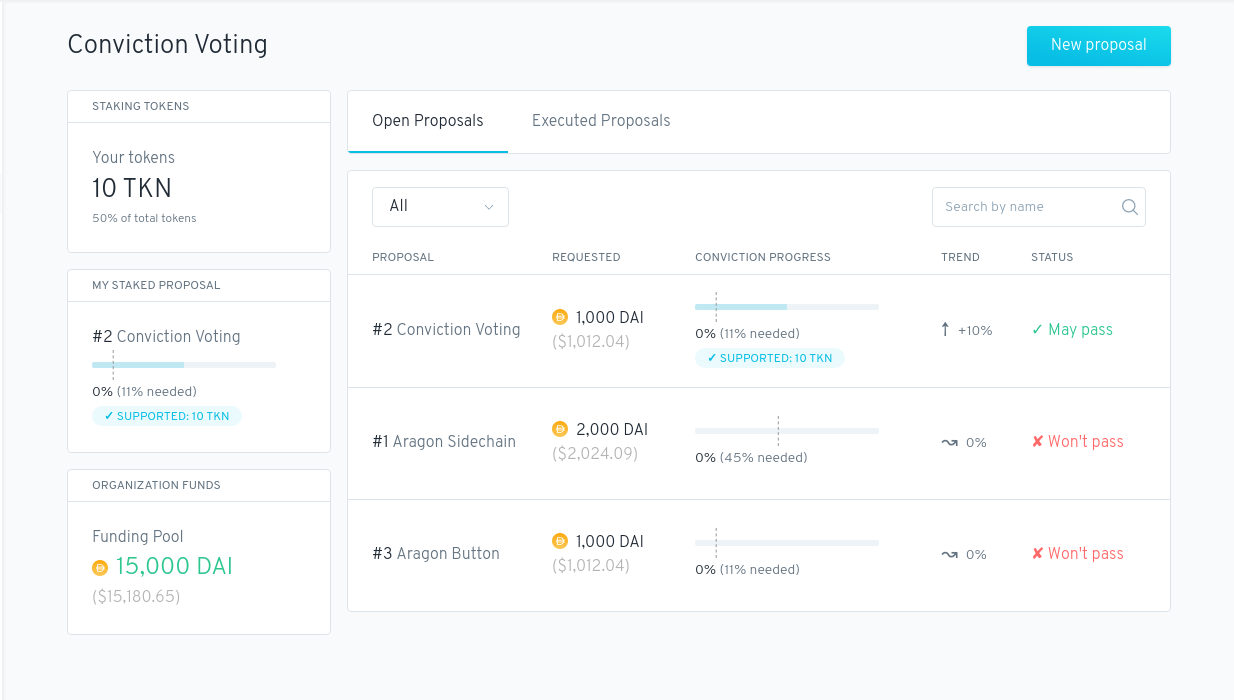 Conviction Voting
New proposal
STAKING TOKENS
Your tokens
10 TKN
50% of total tokens
MY STAKED PROPOSAL
#2 Conviction Voting
0% (11% needed)
✓ SUPPORTED: 10 TKN
ORGANIZATION FUNDS
Funding Pool
15,000 DAI
($15,180.65)
Open Proposals Executed Proposals
All
Search by name
PROPOSAL REQUESTED CONVICTION PROGRESS TREND STATUS
#2 Conviction Voting
1,000 DAI
($1,012.04)
0% (11% needed)
✓ SUPPORTED: 10 TKN
↑ +10%
✓ May pass
#1 Aragon Sidechain
2,000 DAI
($2,024.09)
0% (45% needed)
↝ 0%
✘ Won't pass
#3 Aragon Button
1,000 DAI
($1,012.04)
0% (11% needed)
↝ 0%
✘ Won't pass